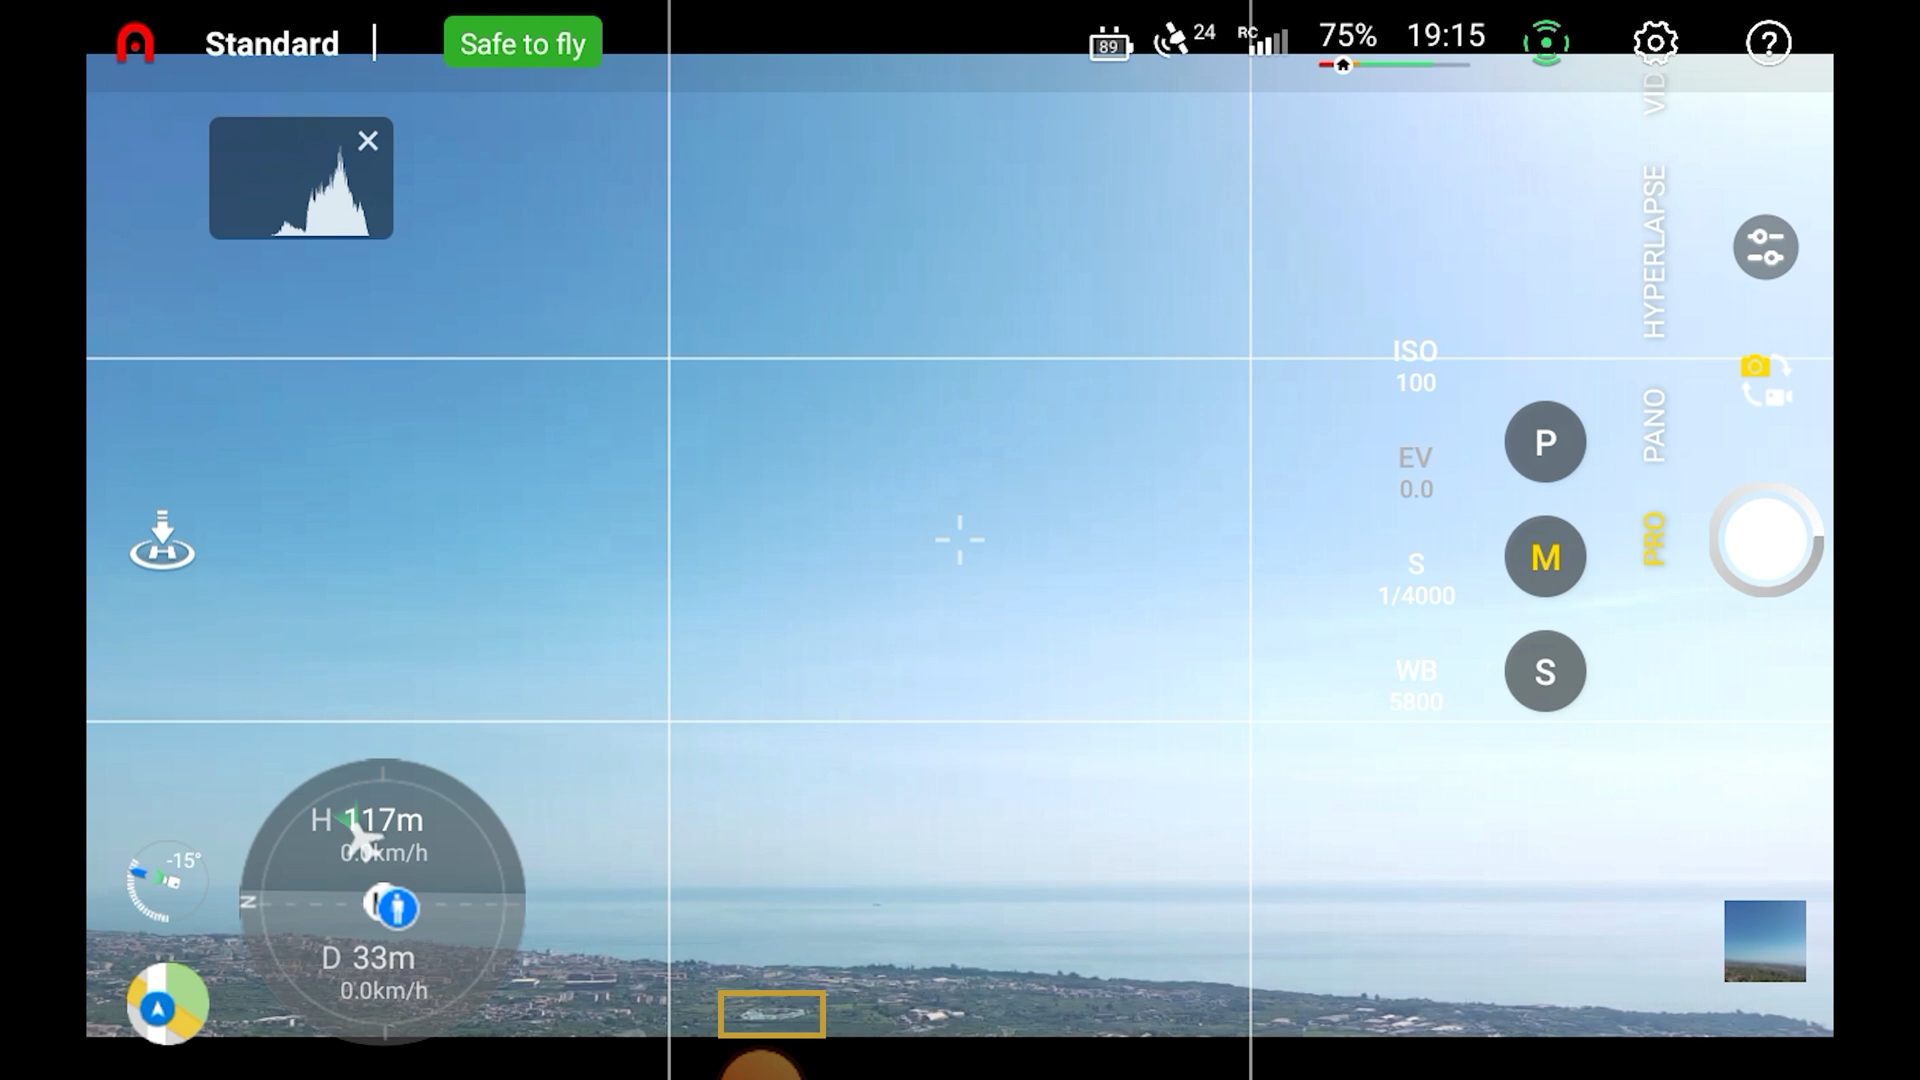 Standard
Safe to fly
89
24
RC
75%
19:15
VID
HYPERLAPSE
PANO
PRO
ISO
100
EV
0.0
S
1/4000
WB
5800
P
M
S
H 117m
0.0km/h
-15°
N
D 33m
0.0km/h